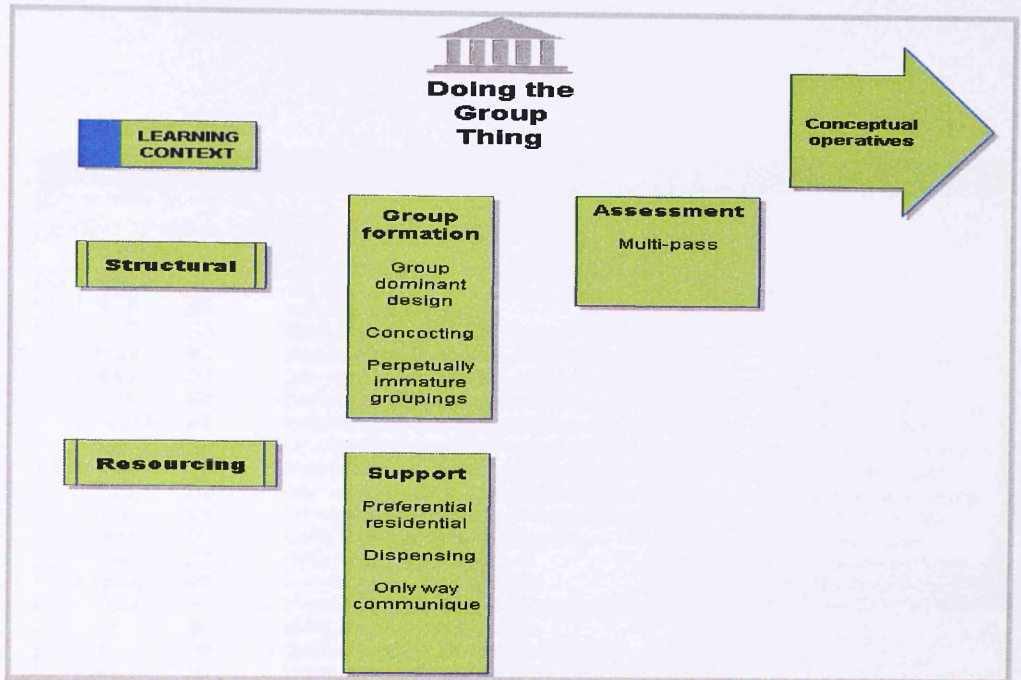 Doing the
Group
Thing
LEARNING
CONTEXT
Conceptual
operatives
Structural
Group
formation
Group
dominant
design
Concocting
Perpetually
immature
groupings
Assessment
Multi-pass
Resourcing
Support
Preferential
residential
Dispensing
Only way
communique